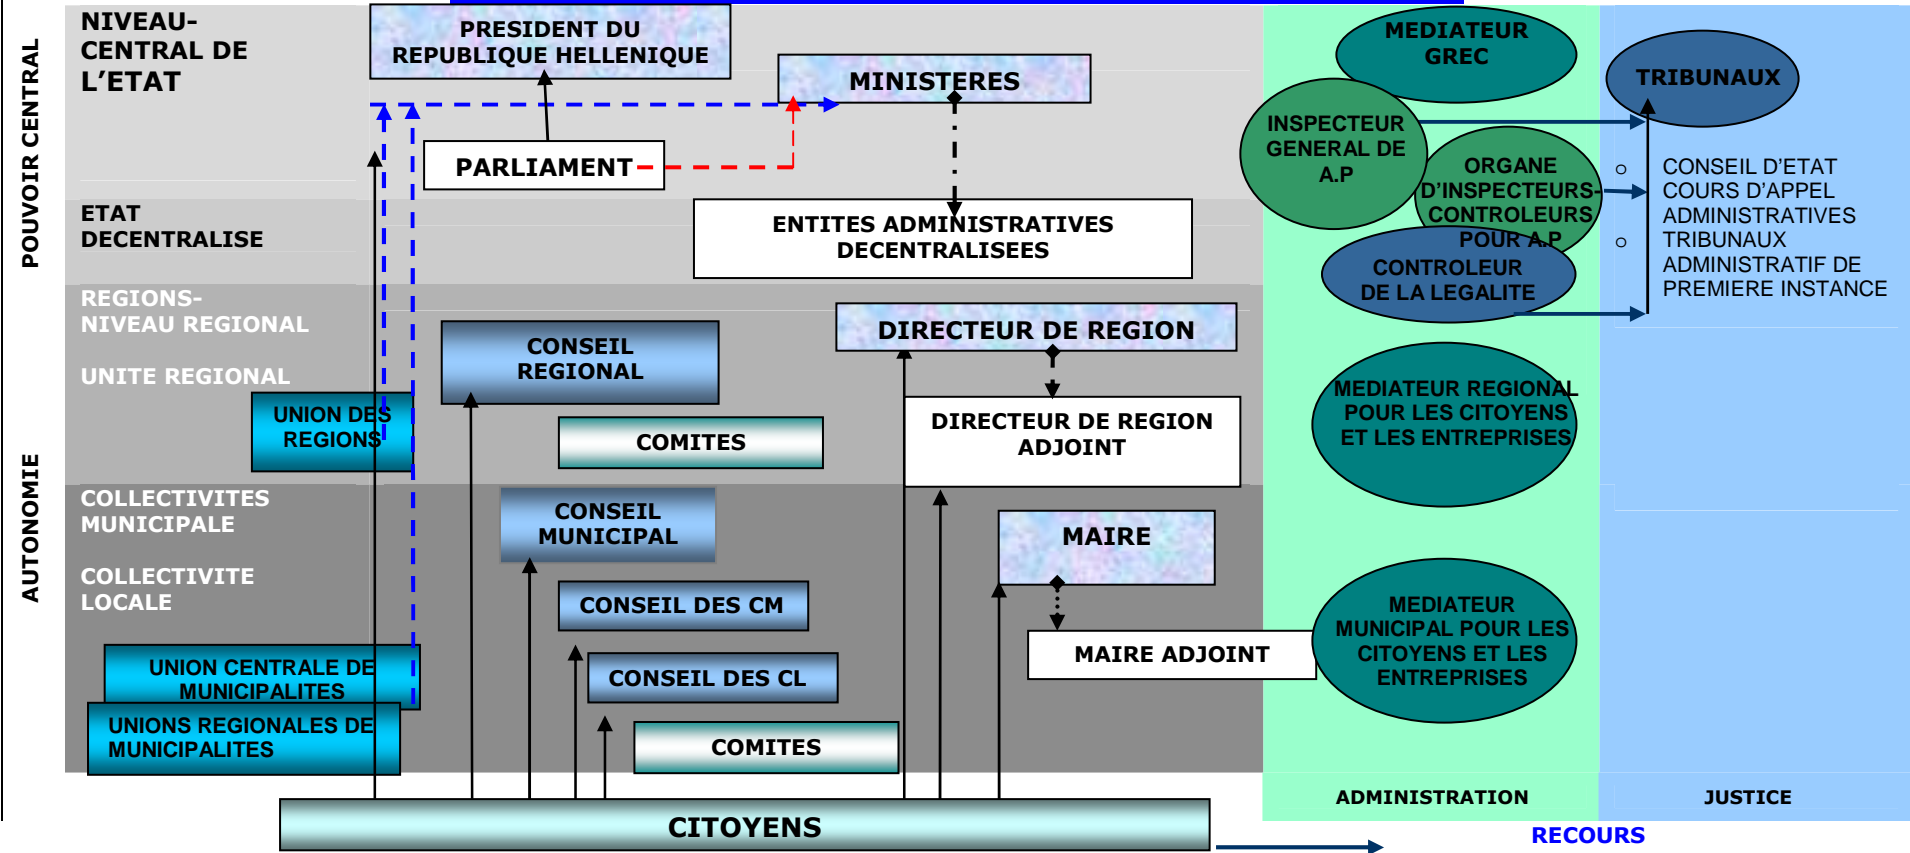 POUVOIR CENTRAL
AUTONOMIE
NIVEAU-
CENTRAL DE
L'ETAT
PRESIDENT DU
REPUBLIQUE HELLENIQUE
MINISTERES
PARLIAMENT
ETAT
DECENTRALISE
ENTITES ADMINISTRATIVES
DECENTRALISEES
REGIONS-
NIVEAU REGIONAL
UNITE REGIONAL
UNION DES
REGIONS
CONSEIL
REGIONAL
COMITES
DIRECTEUR DE REGION
DIRECTEUR DE REGION
ADJOINT
COLLECTIVITES
MUNICIPALE
COLLECTIVITE
LOCALE
CONSEIL
MUNICIPAL
CONSEIL DES CM
CONSEIL DES CL
COMITES
MAIRE
MAIRE ADJOINT
UNION CENTRALE DE
MUNICIPALITES
UNIONS REGIONALES DE
MUNICIPALITES
CITOYENS
MEDIATEUR
GREC
INSPECTEUR
GENERAL DE
A.P
ORGANE
D'INSPECTEURS-
CONTROLEURS
POUR A.P
CONTROLEUR
DE LA LEGALITE
MEDIATEUR REGIONAL
POUR LES CITOYENS
ET LES ENTREPRISES
MEDIATEUR
MUNICIPAL POUR LES
CITOYENS ET LES
ENTREPRISES
ADMINISTRATION
TRIBUNAUX
o CONSEIL D'ETAT
COURS D'APPEL
ADMINISTRATIVES
o TRIBUNAUX
ADMINISTRATIF DE
PREMIERE INSTANCE
JUSTICE
RECOURS